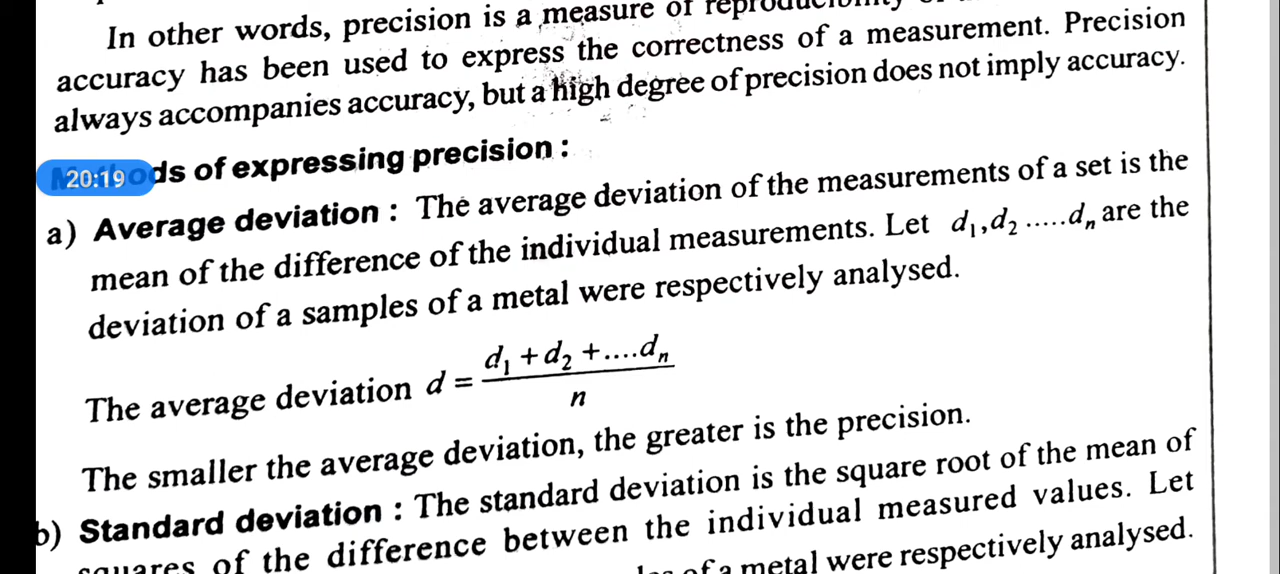 In other words, precision is a measure of
accuracy has been used to express the correctness of a measurement. Precision
always accompanies accuracy, but a high degree of precision does not imply accuracy.
20:19 ds of expressing precision :
a) Average deviation : The average deviation of the measurements of a set is the
mean of the difference of the individual measurements. Let d₁,d₂ .....dₙ are the
deviation of a samples of a metal were respectively analysed.
The average deviation d = d₁ + d₂ +....dₙ
n
The smaller the average deviation, the greater is the precision.
b) Standard deviation : The standard deviation is the square root of the mean of
squares of the difference between the individual measured values. Let
of a metal were respectively analysed.